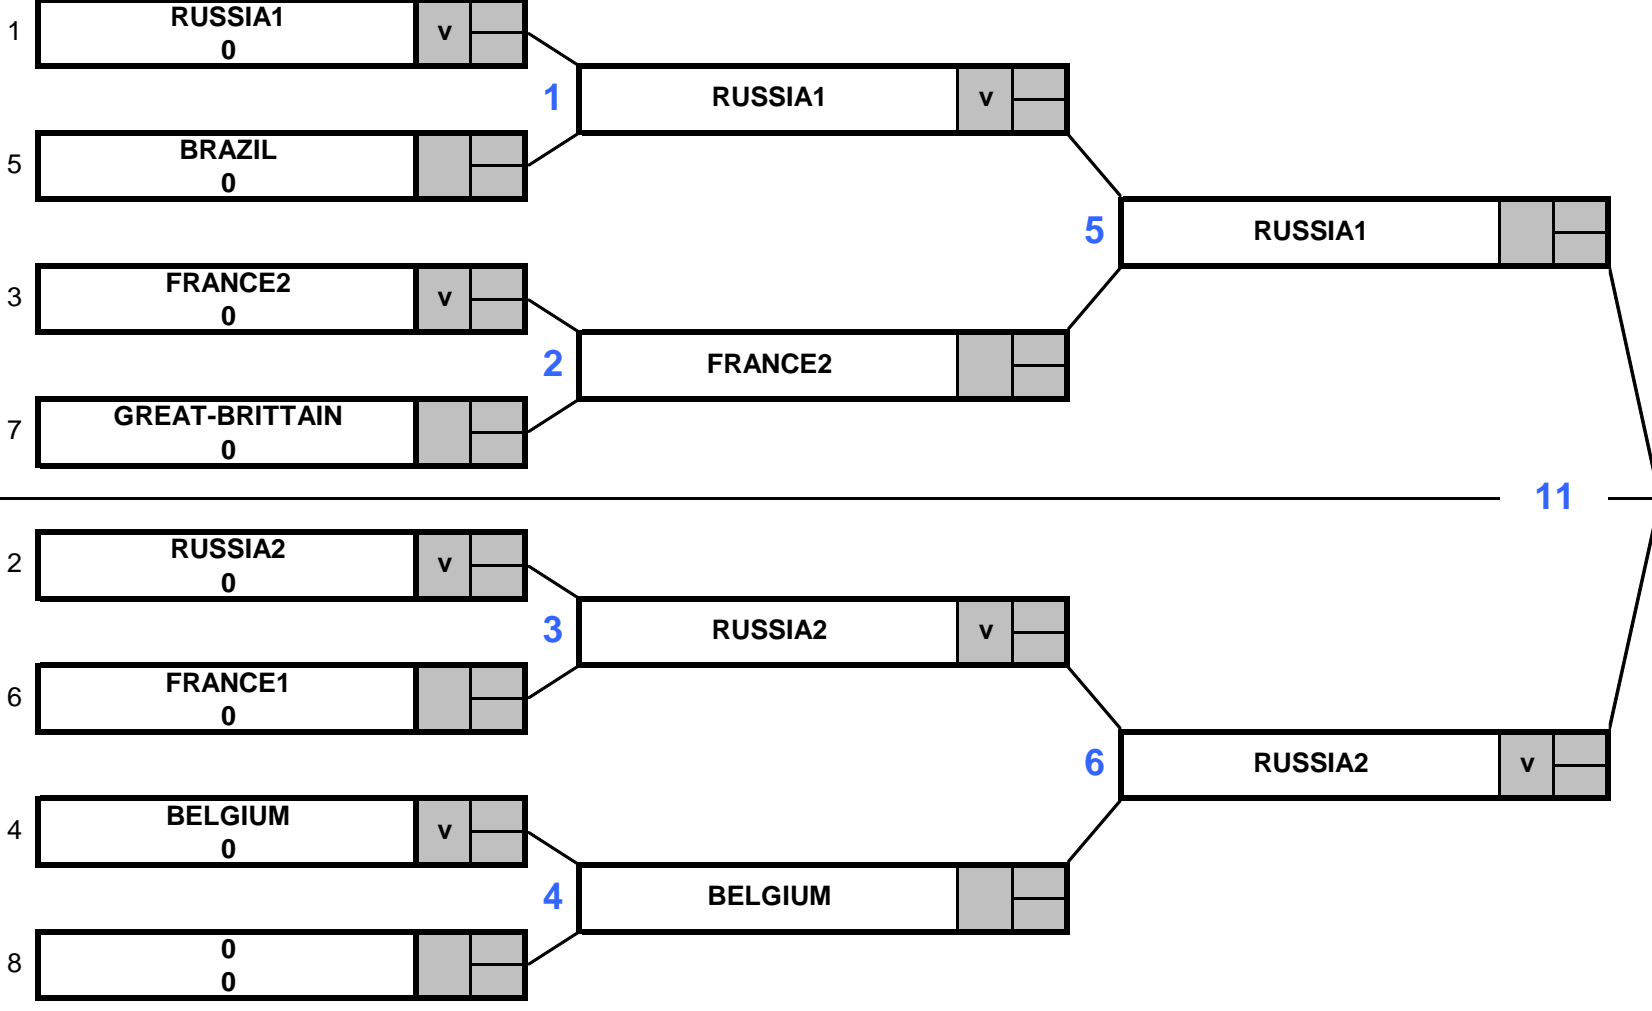 1
RUSSIA1
0
v
1
RUSSIA1
v
5
BRAZIL
0
5
RUSSIA1
3
FRANCE2
0
v
2
FRANCE2
7
GREAT-BRITTAIN
0
11
2
RUSSIA2
0
v
3
RUSSIA2
v
6
FRANCE1
0
6
RUSSIA2
v
4
BELGIUM
0
v
4
BELGIUM
8
0
0